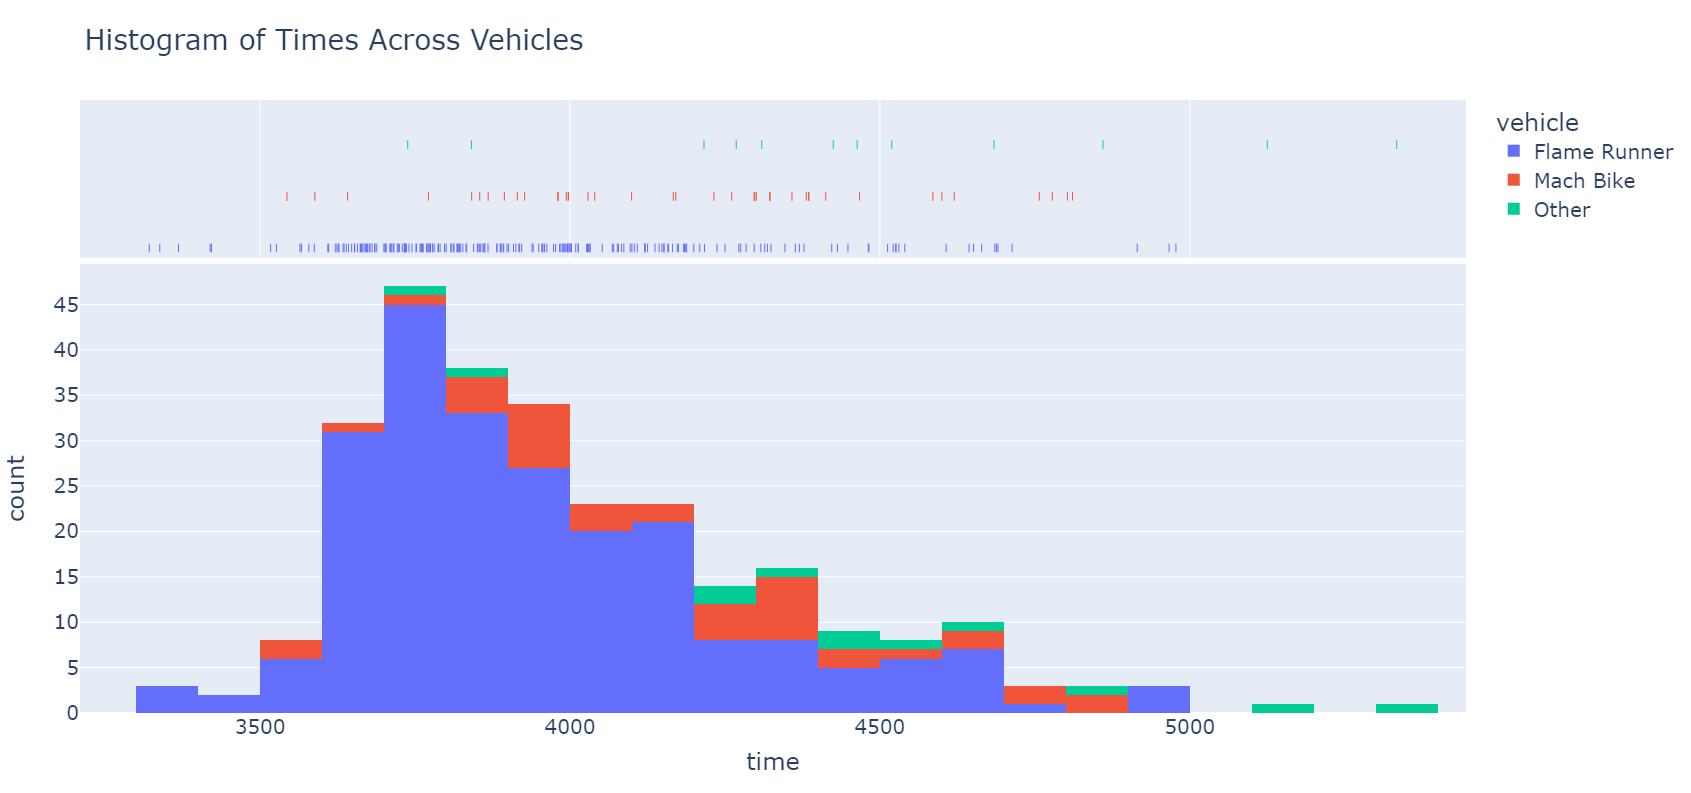 Histogram of Times Across Vehicles
vehicle
Flame Runner
Mach Bike
Other
45
40
35
30
25
20
15
10
5
0
count
3500
4000
4500
5000
time